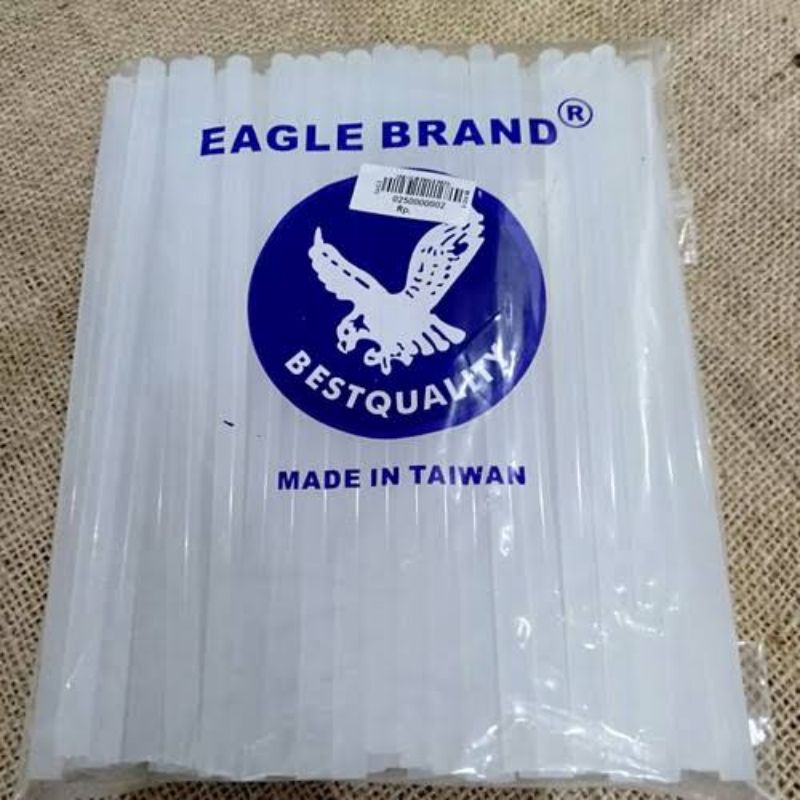 EAGLE BRAND®
0250000002
Rp.
BESTQUALITY
MADE IN TAIWAN